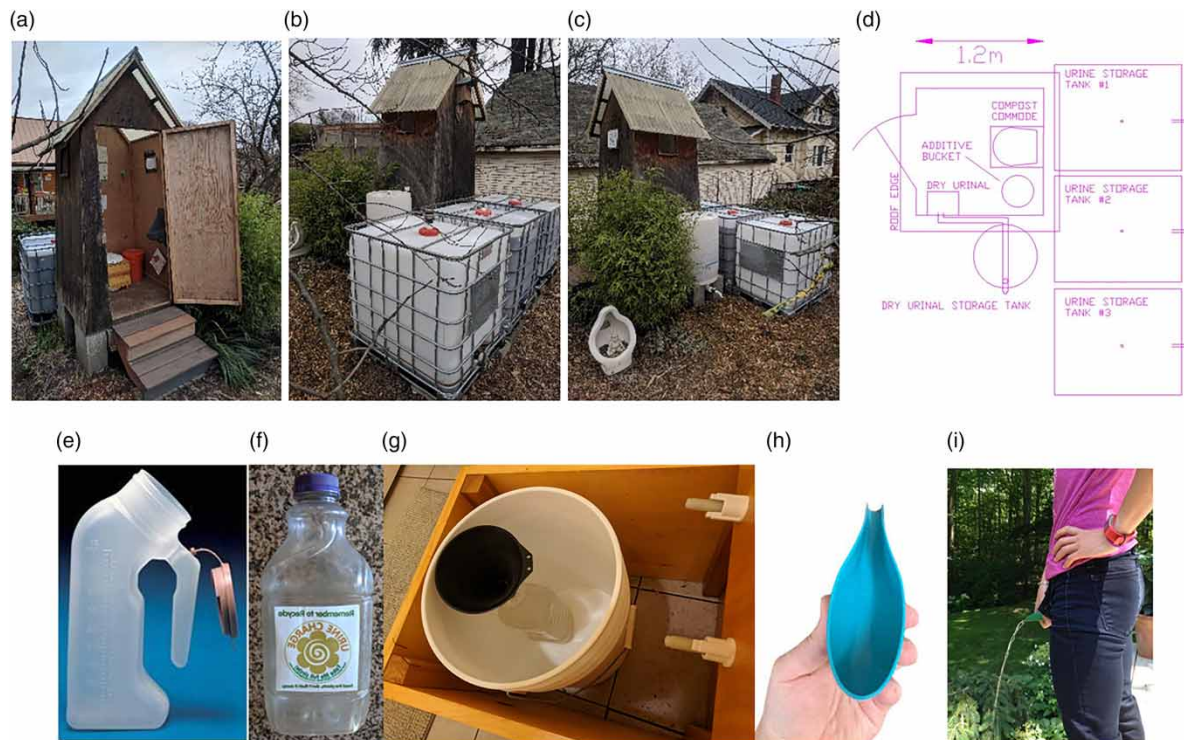 (a)
(b)
(c)
(d)
1.2m
URINE STORAGE
TANK #1
COMPOST
COMMODE
ADDITIVE
BUCKET
DRY URINAL
ROOF EDGE
URINE STORAGE
TANK #2
DRY URINAL STORAGE TANK
URINE STORAGE
TANK #3
(e)
(f)
(g)
(h)
(i)
Remember to Recycle
URINE CHARGE